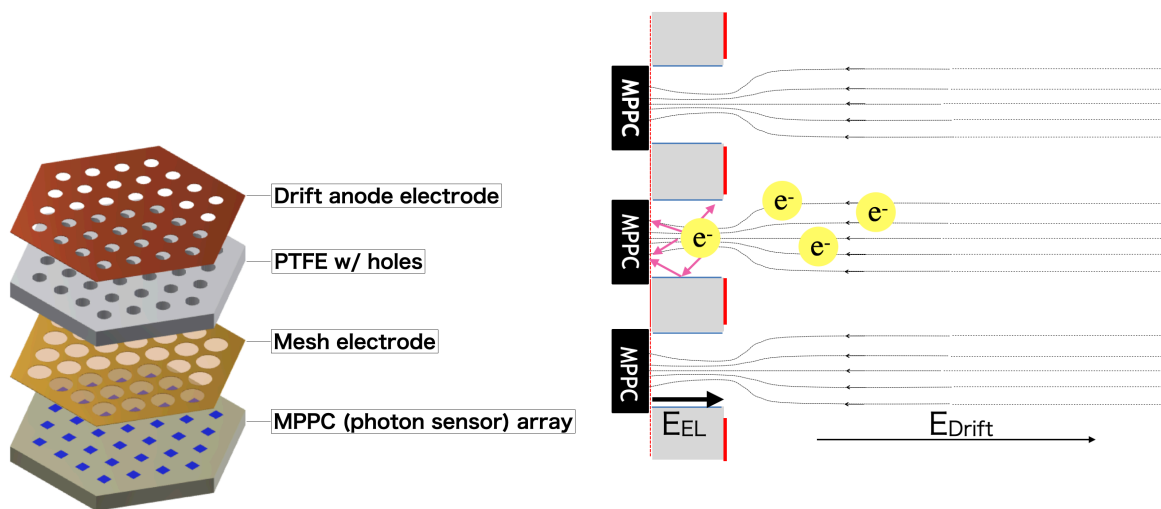 Drift anode electrode
PTFE w/ holes
Mesh electrode
MPPC (photon sensor) array
MPPC
MPPC
MPPC
e-
e-
e-
e-
EEL
EDrift